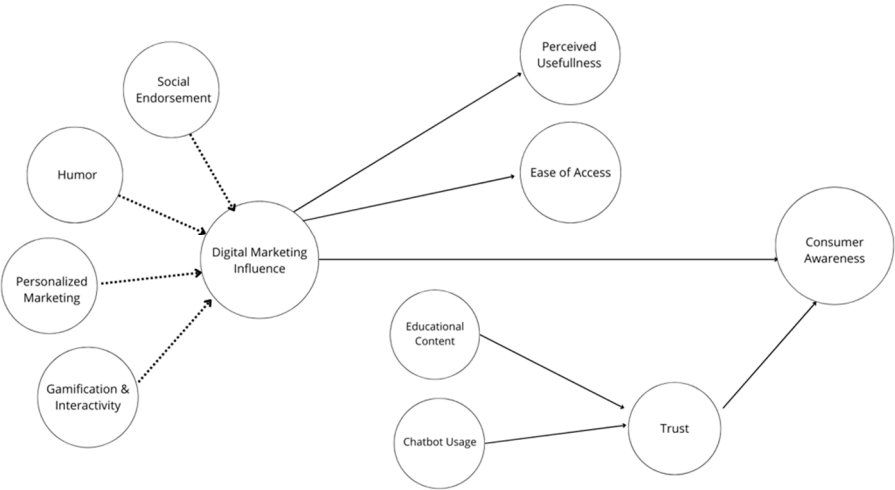 Perceived
Usefullness
Social
Endorsement
Humor
Ease of Access
Digital Marketing
Influence
Consumer
Awareness
Personalized
Marketing
Educational
Content
Gamification &
Interactivity
Trust
Chatbot Usage